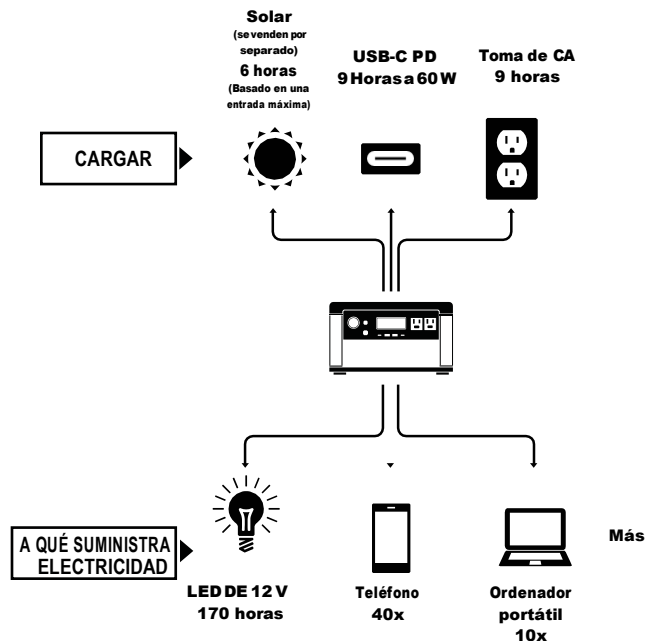 Solar
(se venden por
separado)
6 horas
(Basado en una
entrada máxima)
USB-C PD
9 Horas a 60 W
Toma de CA
9 horas
CARGAR
A QUÉ SUMINISTRA
ELECTRICIDAD
LED DE 12 V
170 horas
Teléfono
40x
Ordenador
portátil
10x
Más